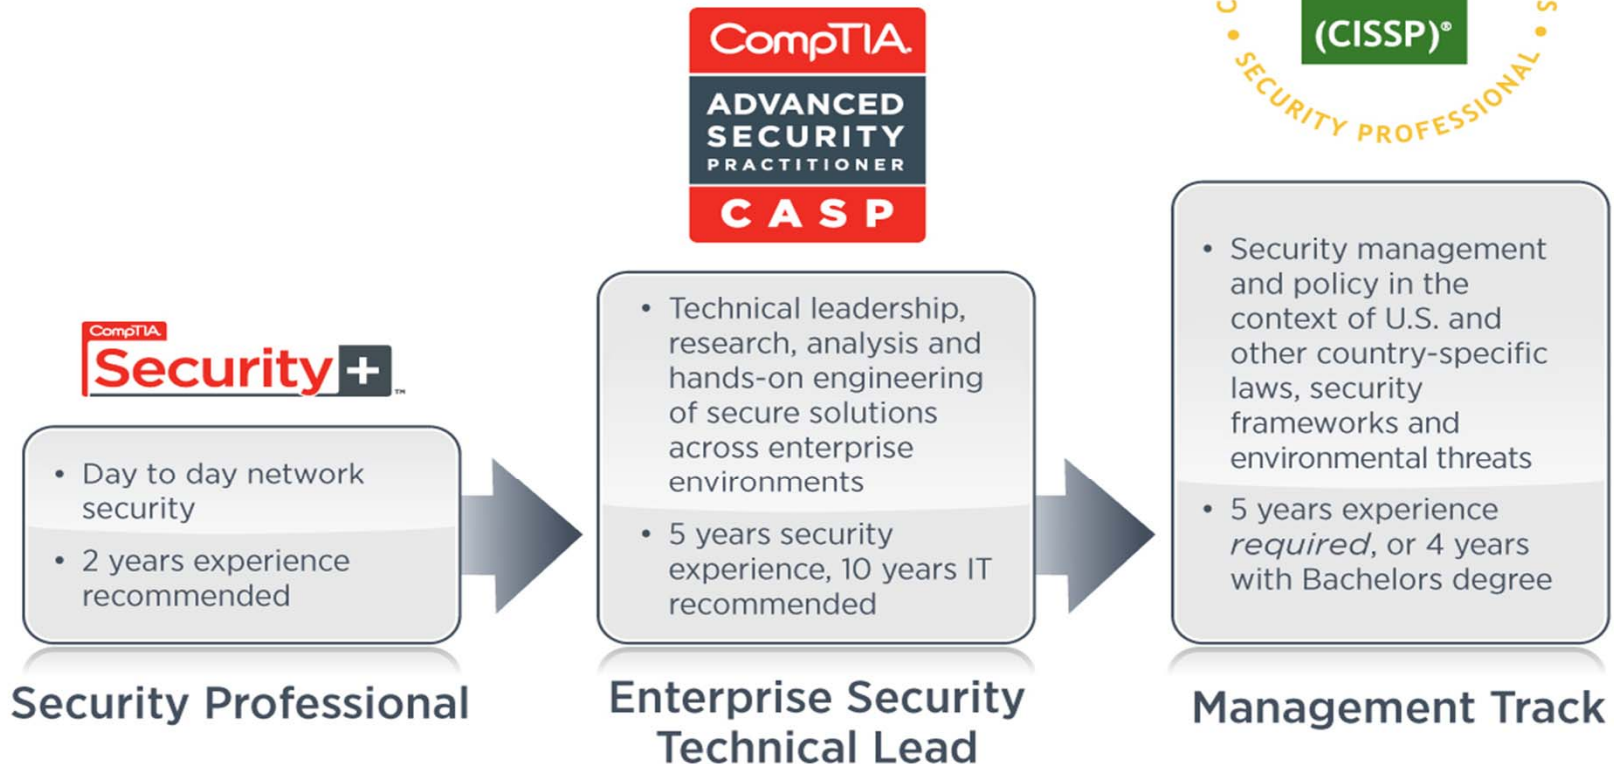 CompTIA.
Security+™
• Day to day network
security
• 2 years experience
recommended
Security Professional
CompTIA.
ADVANCED
SECURITY
PRACTITIONER
CASP
• Technical leadership,
research, analysis and
hands-on engineering
of secure solutions
across enterprise
environments
• 5 years security
experience, 10 years IT
recommended
Enterprise Security
Technical Lead
(CISSP)®
• SECURITY PROFESSIONAL •
• Security management
and policy in the
context of U.S. and
other country-specific
laws, security
frameworks and
environmental threats
• 5 years experience
required, or 4 years
with Bachelors degree
Management Track